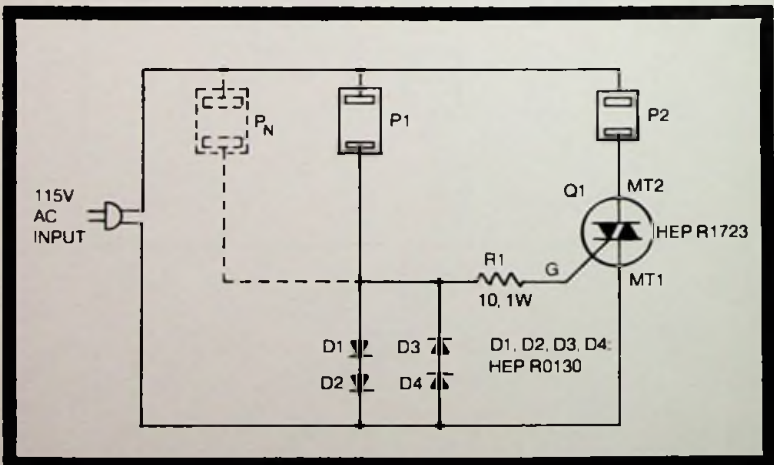 115V
AC
INPUT
PN
P1
P2
Q1
MT2
HEP R1723
MT1
R1
G
10, 1W
D1
D3
D2
D4
D1, D2, D3, D4:
HEP R0130